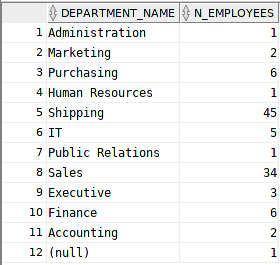 DEPARTMENT_NAME N_EMPLOYEES
1 Administration 1
2 Marketing 2
3 Purchasing 6
4 Human Resources 1
5 Shipping 45
6 IT 5
7 Public Relations 1
8 Sales 34
9 Executive 3
10 Finance 6
11 Accounting 2
12 (null) 1